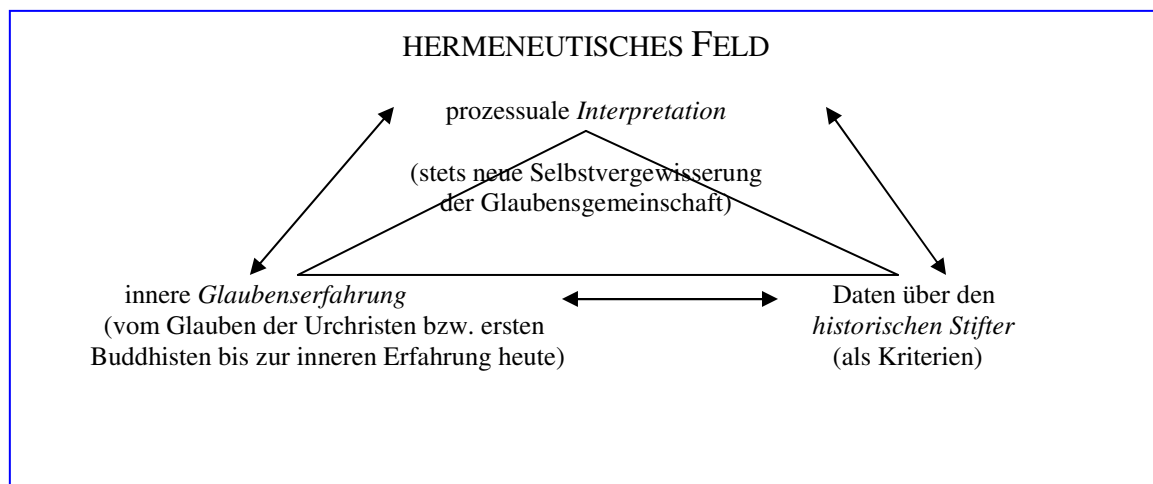 HERMENEUTISCHES FELD
prozessuale Interpretation
(stets neue Selbstvergewisserung
der Glaubensgemeinschaft)
innere Glaubenserfahrung
(vom Glauben der Urchristen bzw. ersten
Buddhisten bis zur inneren Erfahrung heute)
Daten über den
historischen Stifter
(als Kriterien)